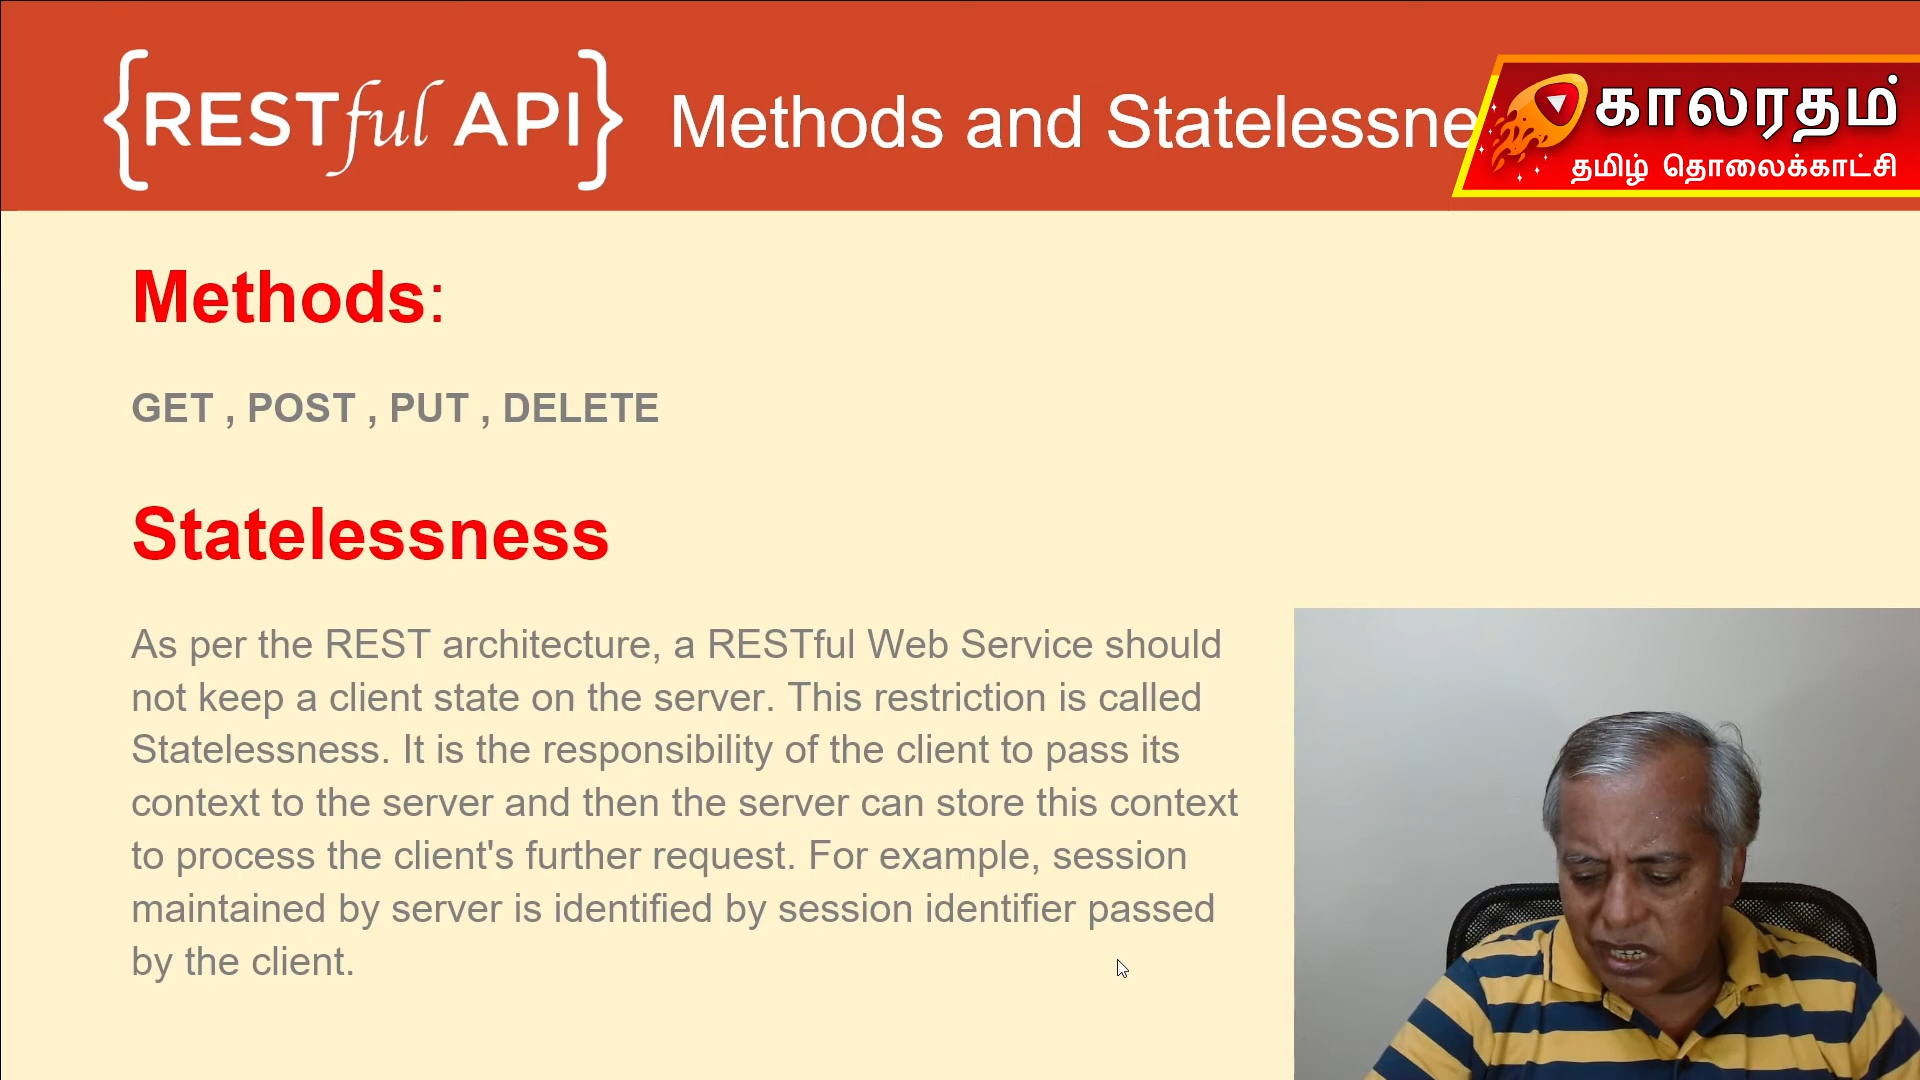 {RESTful API}
Methods and Statelessne
காலரதம்
தமிழ் தொலைக்காட்சி
Methods:
GET , POST , PUT , DELETE
Statelessness
As per the REST architecture, a RESTful Web Service should
not keep a client state on the server. This restriction is called
Statelessness. It is the responsibility of the client to pass its
context to the server and then the server can store this context
to process the client's further request. For example, session
maintained by server is identified by session identifier passed
by the client.